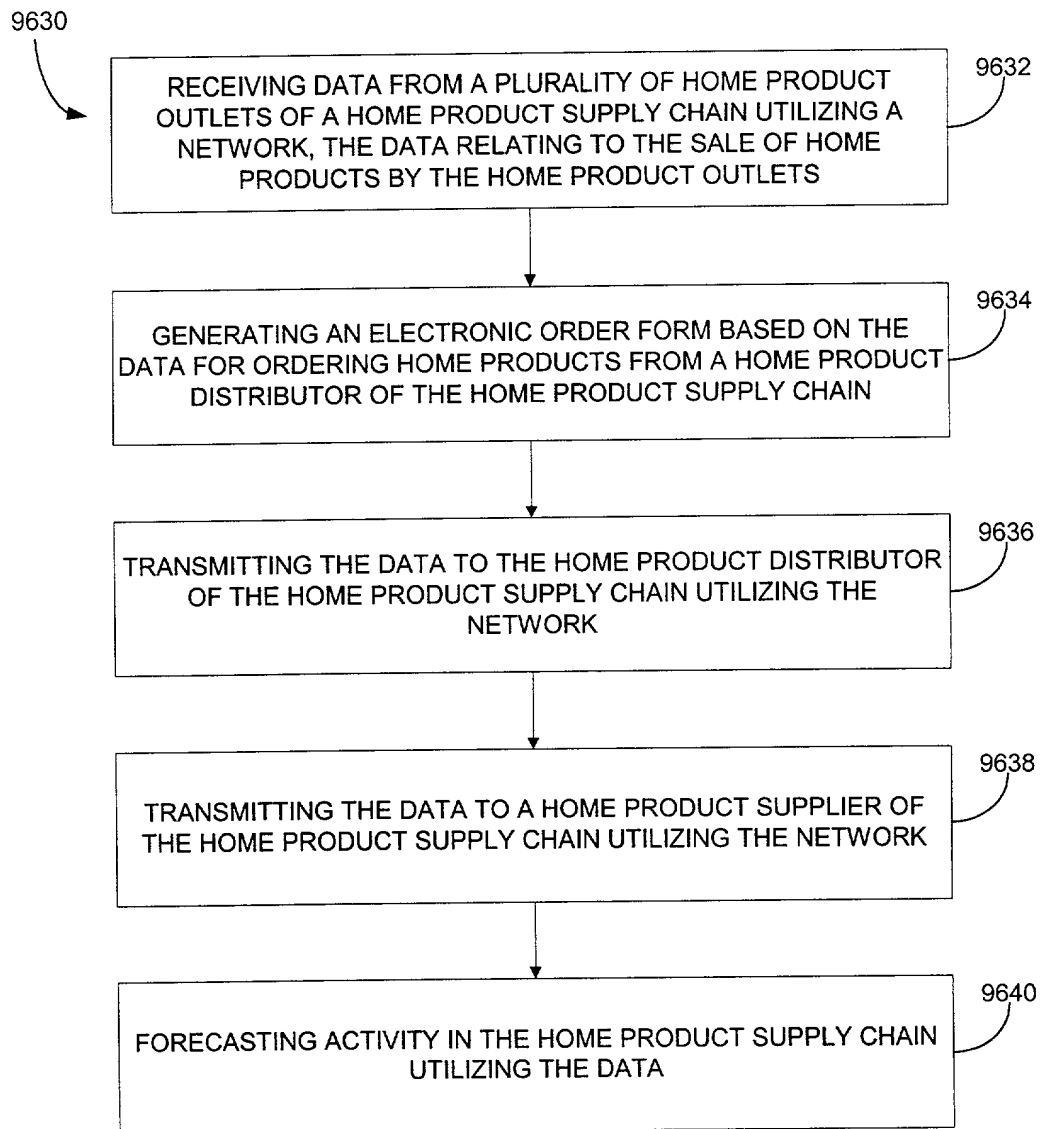 9630
RECEIVING DATA FROM A PLURALITY OF HOME PRODUCT
OUTLETS OF A HOME PRODUCT SUPPLY CHAIN UTILIZING A
NETWORK, THE DATA RELATING TO THE SALE OF HOME
PRODUCTS BY THE HOME PRODUCT OUTLETS
9632
GENERATING AN ELECTRONIC ORDER FORM BASED ON THE
DATA FOR ORDERING HOME PRODUCTS FROM A HOME PRODUCT
DISTRIBUTOR OF THE HOME PRODUCT SUPPLY CHAIN
9634
TRANSMITTING THE DATA TO THE HOME PRODUCT DISTRIBUTOR
OF THE HOME PRODUCT SUPPLY CHAIN UTILIZING THE
NETWORK
9636
TRANSMITTING THE DATA TO A HOME PRODUCT SUPPLIER OF
THE HOME PRODUCT SUPPLY CHAIN UTILIZING THE NETWORK
9638
FORECASTING ACTIVITY IN THE HOME PRODUCT SUPPLY CHAIN
UTILIZING THE DATA
9640